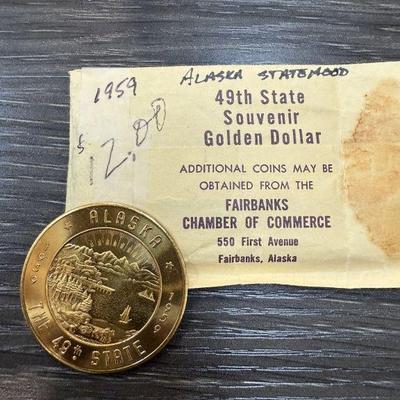 ALASKA STATEHOOD
1959
$ 2.00
49th State
Souvenir
Golden Dollar
ADDITIONAL COINS MAY BE
OBTAINED FROM THE
FAIRBANKS
CHAMBER OF COMMERCE
550 First Avenue
Fairbanks, Alaska
ALASKA
1959
THE 49th STATE